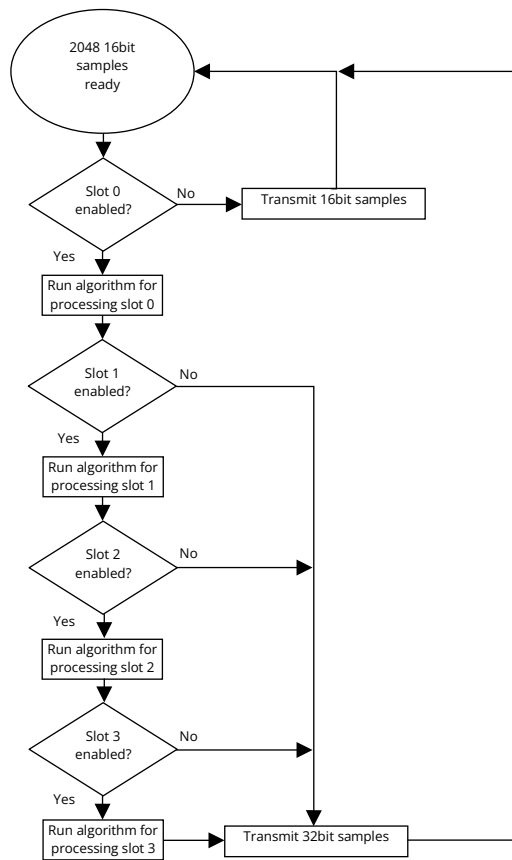 2048 16bit
samples
ready
Slot 0
enabled?
No
Transmit 16bit samples
Yes
Run algorithm for
processing slot 0
Slot 1
enabled?
No
Yes
Run algorithm for
processing slot 1
Slot 2
enabled?
No
Yes
Run algorithm for
processing slot 2
Slot 3
enabled?
No
Yes
Run algorithm for
processing slot 3
Transmit 32bit samples